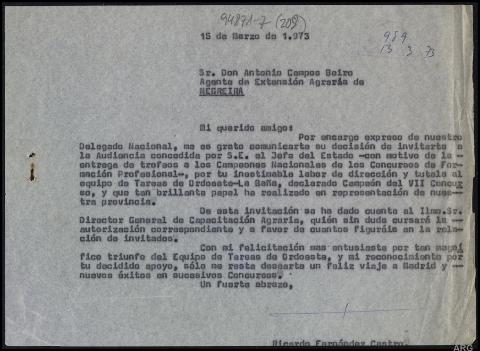 94891-7 (205)
15 de Marzo de 1.973
989
13 3 73
Sr. Don Antonio Campos Boiro
Agente de Extensión Agraria de
NEGREIRA
Mi querido amigo:
Por encargo expreso de nuestro
Delegado Nacional, me es grato comunicarte su decisión de invitarte a
la Audiencia concedida por S.E. el Jefe del Estado -con motivo de la
entrega de trofeos a los Campeones Nacionales de los Concursos de For-
mación Profesional-, por tu inestimable labor de dirección y tutela al
equipo de Tareas de Ordoeste-La Baña, declarado Campeón del VII Concur
so, y que tan brillante papel ha realizado en representación de nues--
tra provincia.
De esta invitación se ha dado cuenta al Ilmo.Sr.
Director General de Capacitación Agraria, quién sin duda cursará la --
autorización correspondiente y a favor de cuantos figuráis en la rela-
ción de invitados.
Con mi felicitación mas entusiasta por tan magní
fico triunfo del Equipo de Tareas de Ordoeste, y mi reconocimiento por
tu decidido apoyo, sólo me resta desearte un feliz viaje a Madrid y --
nuevos éxitos en sucesivos Concursos.
Un fuerte abrazo,
Ricardo Fernández Castro.
ARG